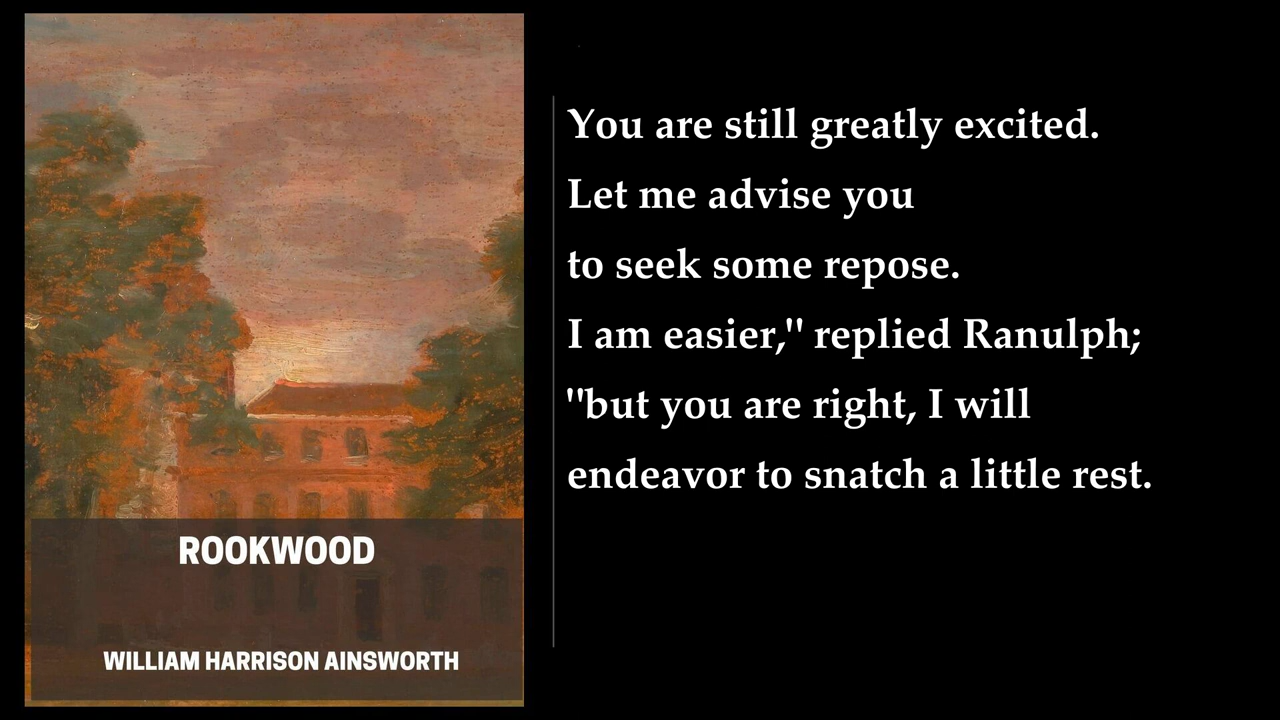 You are still greatly excited.
Let me advise you
to seek some repose.
I am easier," replied Ranulph;
"but you are right, I will
endeavor to snatch a little rest.
ROOKWOOD
WILLIAM HARRISON AINSWORTH